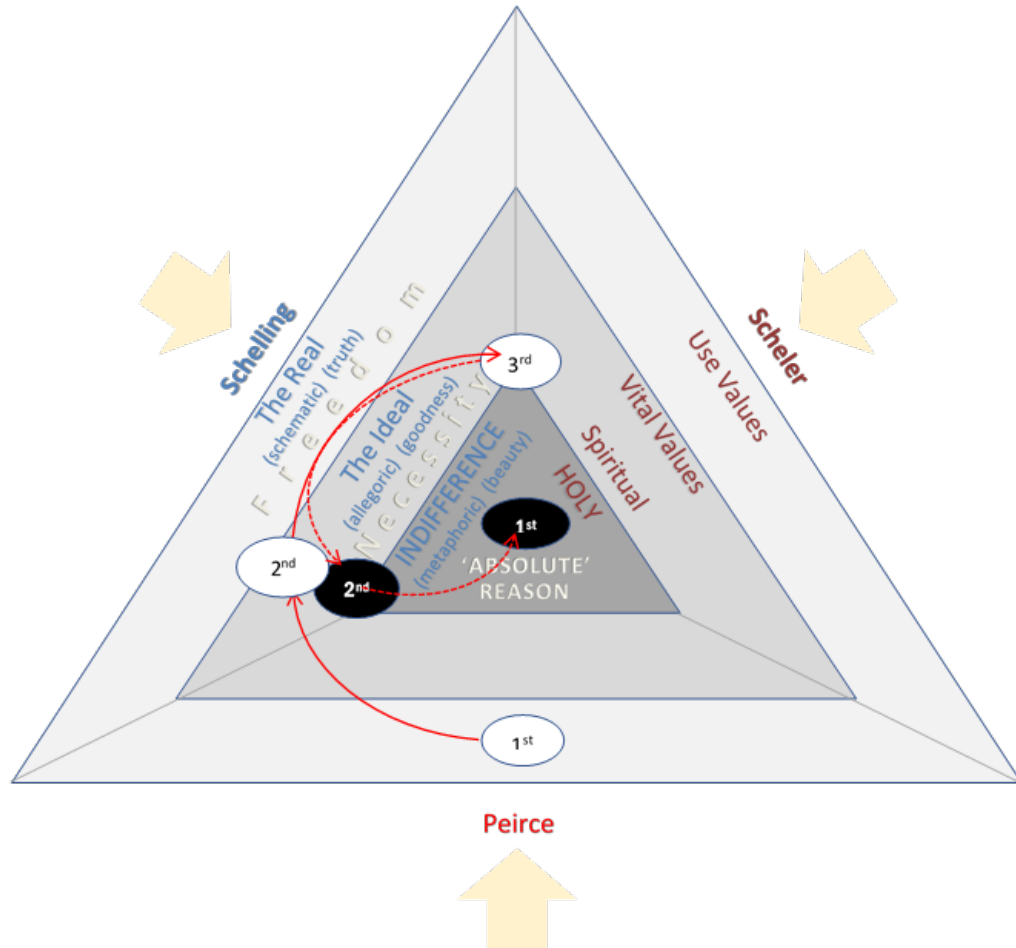 Schelling
The Real
(schematic) (truth)
Freedom
The Ideal
(allegoric) (goodness)
Necessity
INDIFFERENCE
(metaphoric) (beauty)
Scheler
Use Values
Vital Values
Spiritual
HOLY
3rd
1st
'ABSOLUTE'
REASON
2nd
2nd
1st
Peirce